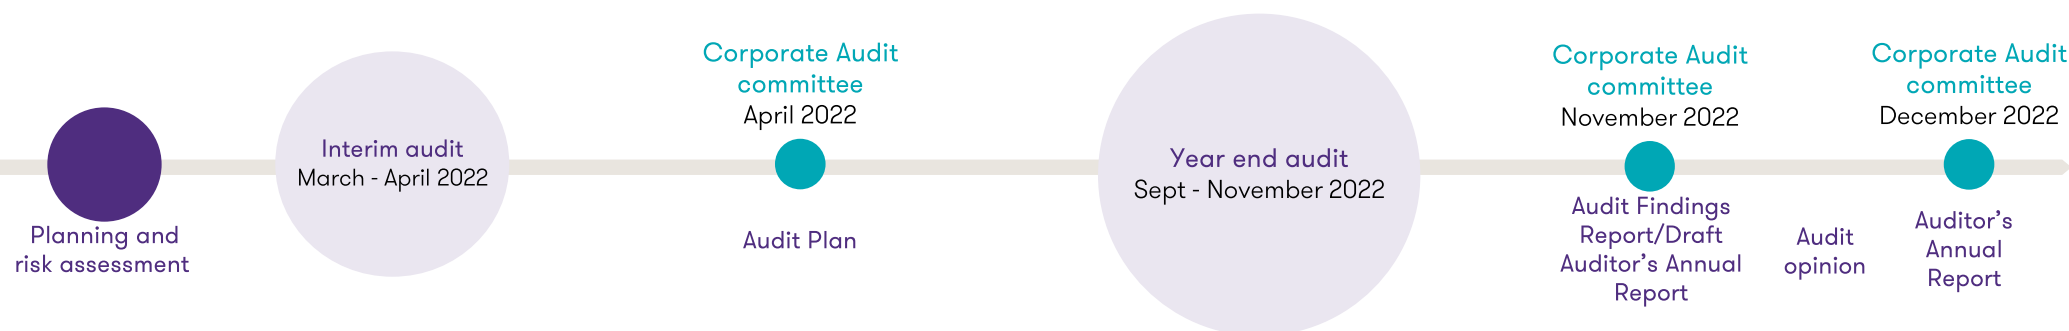 Planning and
risk assessment
Interim audit
March - April 2022
Corporate Audit
committee
April 2022
Audit Plan
Year end audit
Sept - November 2022
Corporate Audit
committee
November 2022
Audit Findings
Report/Draft
Auditor's Annual
Report
Audit
opinion
Corporate Audit
committee
December 2022
Auditor's
Annual
Report